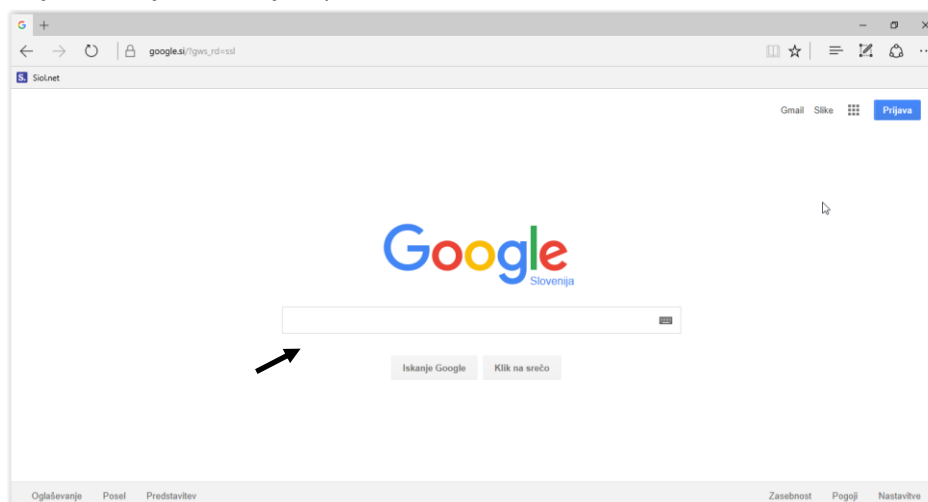 google.si/?gws_rd=ssl
S. Siol.net
Gmail Slike Prijava
Google
Slovenija
Iskanje Google Klik na srečo
Oglaševanje Posel Predstavitev Zasebnost Pogoji Nastavitve